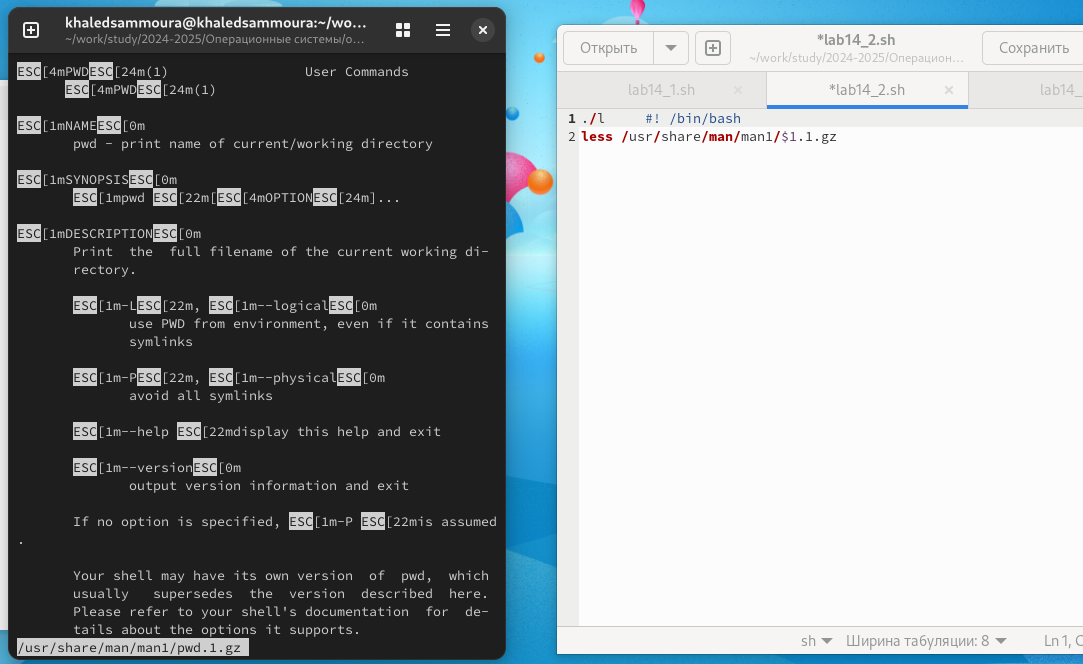 khaledsammoura@khaledsammoura:~/wo...
~/work/study/2024-2025/Операционные системы/o...
ESC[4mPWDESC[24m(1) User Commands
ESC[4mPWDESC[24m(1)
ESC[1mNAMEESC[0m
pwd - print name of current/working directory
ESC[1mSYNOPSISESC[0m
ESC[1mpwd ESC[22m[ESC[4mOPTIONESC[24m]...
ESC[1mDESCRIPTIONESC[0m
Print the full filename of the current working di-
rectory.
ESC[1m-LESC[22m, ESC[1m--logicalESC[0m
use PWD from environment, even if it contains
symlinks
ESC[1m-PESC[22m, ESC[1m--physicalESC[0m
avoid all symlinks
ESC[1m--help ESC[22mdisplay this help and exit
ESC[1m--versionESC[0m
output version information and exit
If no option is specified, ESC[1m-P ESC[22mis assumed
.
Your shell may have its own version of pwd, which
usually supersedes the version described here.
Please refer to your shell's documentation for de-
tails about the options it supports.
/usr/share/man/man1/pwd.1.gz
Открыть
*lab14_2.sh
~/work/study/2024-2025/Операцион...
Сохранить
lab14_1.sh
*lab14_2.sh
lab14_
1 ./l #! /bin/bash
2 less /usr/share/man/man1/$1.1.gz
sh
Ширина табуляции: 8
Ln 1, C